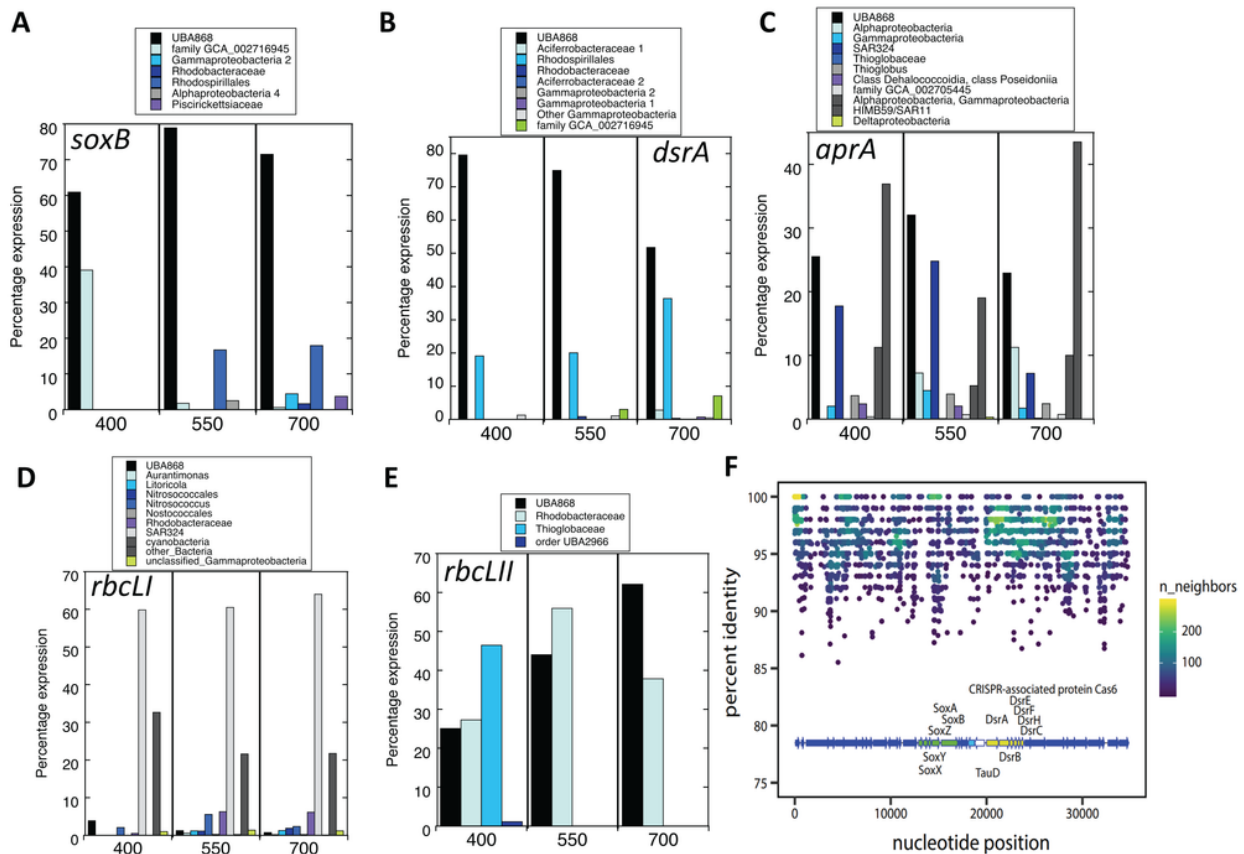 A
UBA868
family GCA_002716945
Gammaproteobacteria 2
Rhodobacteraceae
Rhodospirillales
Alphaproteobacteria 4
Piscirickettsiaceae
soxB
Percentage expression
80
70
60
50
40
30
20
10
0
400 550 700
B
UBA868
Aciferrobacteraceae 1
Rhodospirillales
Rhodobacteraceae
Aciferrobacteraceae 2
Gammaproteobacteria 2
Gammaproteobacteria 1
Other Gammaproteobacteria
family GCA_002716945
dsrA
Percentage expression
80
70
60
50
40
30
20
10
0
400 550 700
C
UBA868
Alphaproteobacteria
Gammaproteobacteria
SAR324
Thioglobaceae
Thioglobus
Class Dehalococcoidia, class Poseidoniia
family GCA_002705445
Alphaproteobacteria, Gammaproteobacteria
HIMB59/SAR11
Deltaproteobacteria
aprA
Percentage expression
40
30
20
10
0
400 550 700
D
UBA868
Aurantimonas
Litoricola
Nitrosococcales
Nitrosococcus
Nostococcales
Rhodobacteraceae
SAR324
cyanobacteria
other_Bacteria
unclassified_Gammaproteobacteria
rbcLI
Percentage expression
70
60
50
40
30
20
10
0
400 550 700
E
UBA868
Rhodobacteraceae
Thioglobaceae
order UBA2966
rbcLII
Percentage expression
70
60
50
40
30
20
10
0
400 550 700
F
percent identity
100
95
90
85
80
75
n_neighbors
200
100
CRISPR-associated protein Cas6
DsrE
SoxA DsrF
SoxB DsrA DsrH
SoxZ DsrC
SoxY DsrB
SoxX TauD
0 10000 20000 30000
nucleotide position